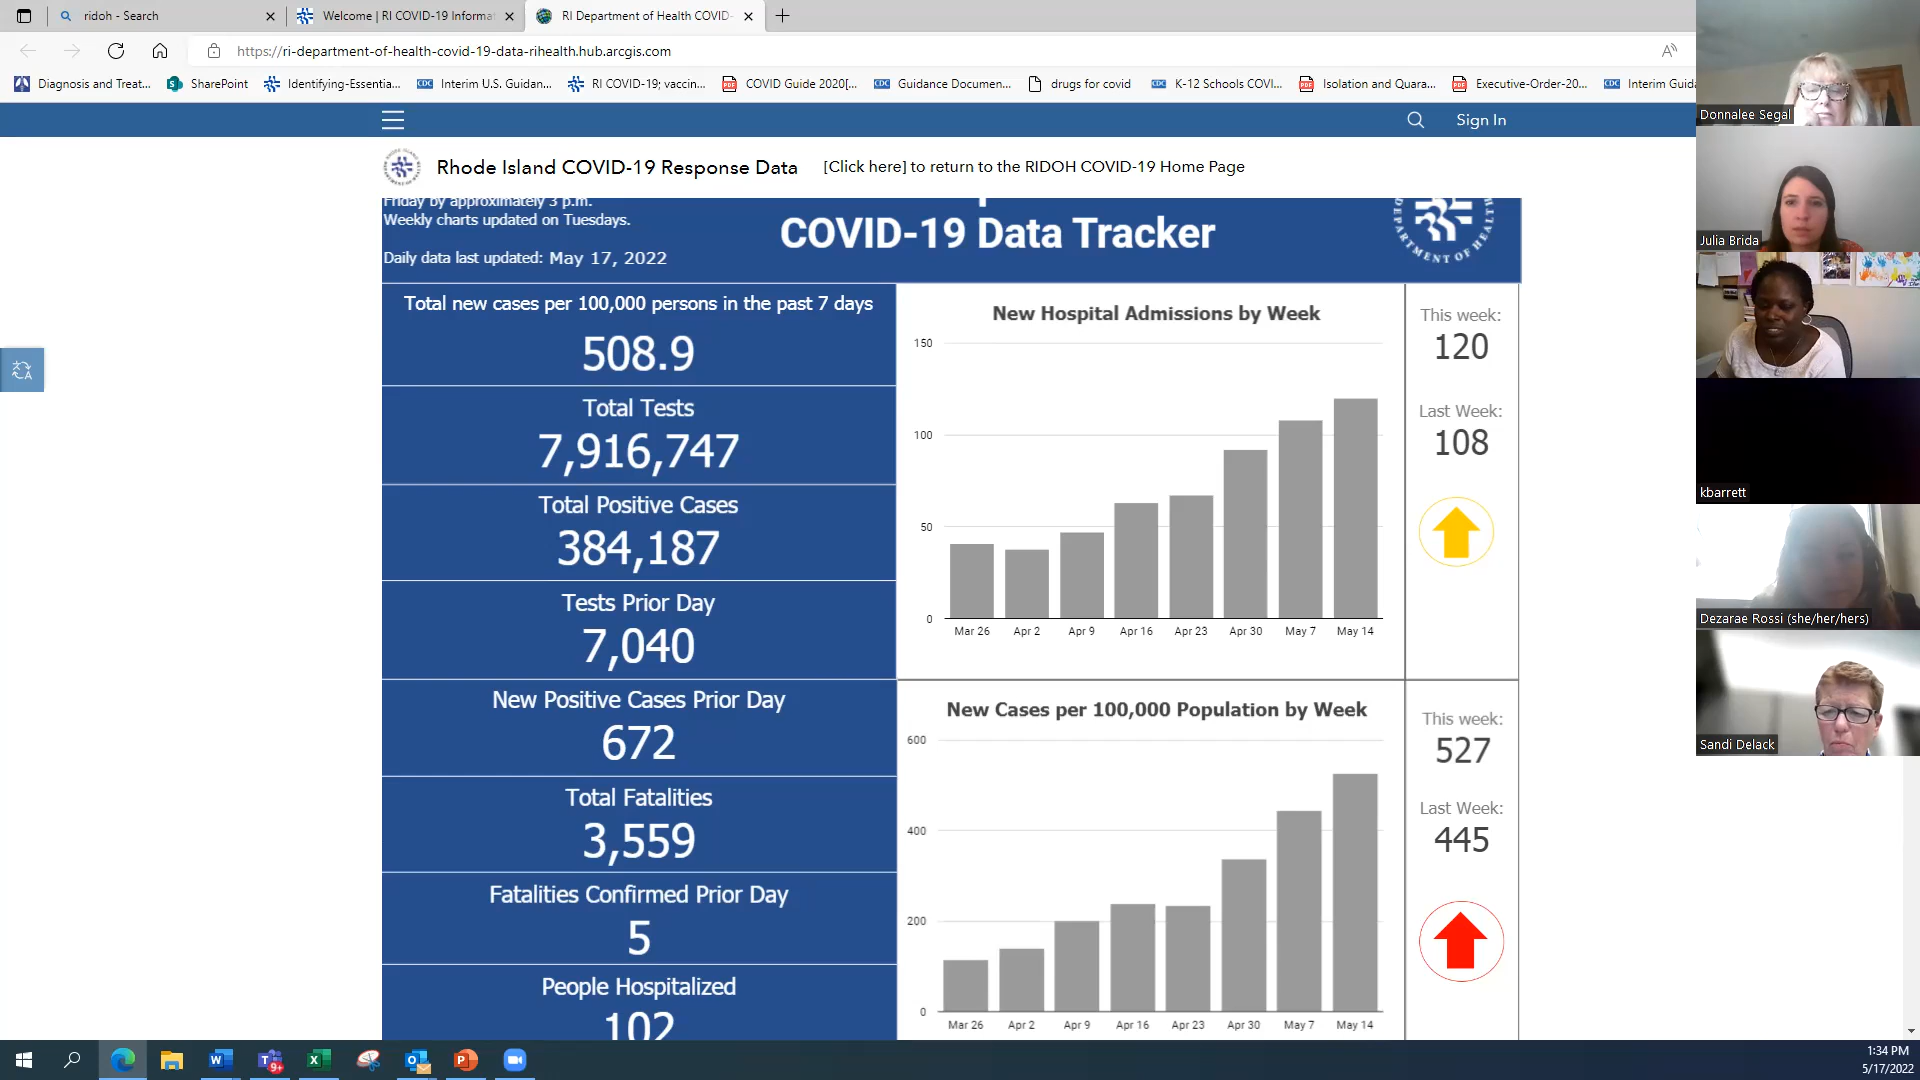 ridoh - Search
Welcome | RI COVID-19 Informat
RI Department of Health COVID-
https://ri-department-of-health-covid-19-data-rihealth.hub.arcgis.com
Diagnosis and Treat...
SharePoint
Identifying-Essentia...
Interim U.S. Guidan...
RI COVID-19; vaccin...
COVID Guide 2020[...
Guidance Documen...
drugs for covid
K-12 Schools COVI...
Isolation and Quara...
Executive-Order-20...
Interim Guida
Sign In
Rhode Island COVID-19 Response Data
[Click here] to return to the RIDOH COVID-19 Home Page
Friday by approximately 3 p.m.
Weekly charts updated on Tuesdays.
Daily data last updated: May 17, 2022
COVID-19 Data Tracker
DEPARTMENT OF HEALTH
Total new cases per 100,000 persons in the past 7 days
508.9
Total Tests
7,916,747
Total Positive Cases
384,187
Tests Prior Day
7,040
New Positive Cases Prior Day
672
Total Fatalities
3,559
Fatalities Confirmed Prior Day
5
People Hospitalized
102
New Hospital Admissions by Week
150
100
50
0
Mar 26 Apr 2 Apr 9 Apr 16 Apr 23 Apr 30 May 7 May 14
This week:
120
Last Week:
108
New Cases per 100,000 Population by Week
600
400
200
0
Mar 26 Apr 2 Apr 9 Apr 16 Apr 23 Apr 30 May 7 May 14
This week:
527
Last Week:
445
Donnalee Segal
Julia Brida
kbarrett
Dezarae Rossi (she/her/hers)
Sandi Delack
9+
1:34 PM
5/17/2022